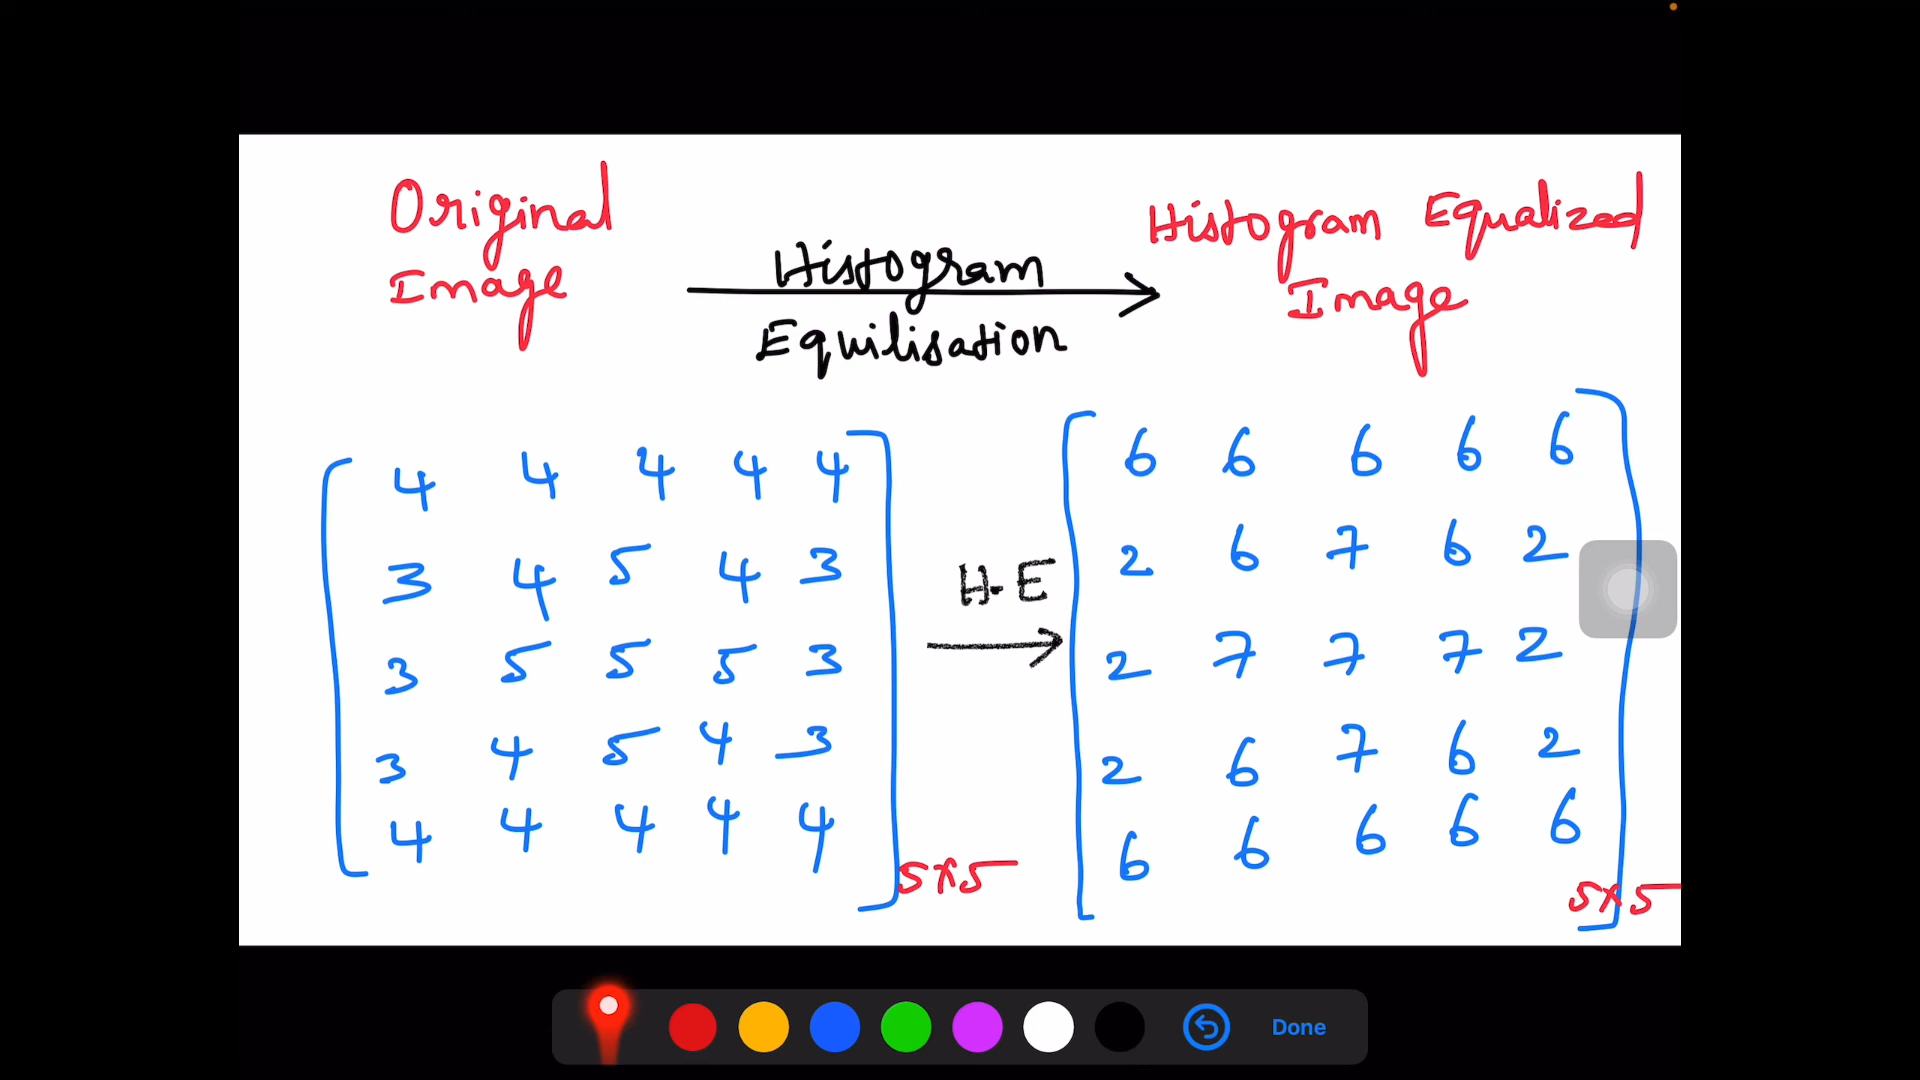 Original
Image
Histogram
Equilisation
Histogram Equalized
Image
4 4 4 4 4
3 4 5 4 3
3 5 5 5 3
3 4 5 4 3
4 4 4 4 4
5x5
H.E
6 6 6 6 6
2 6 7 6 2
2 7 7 7 2
2 6 7 6 2
6 6 6 6 6
5x5
Done